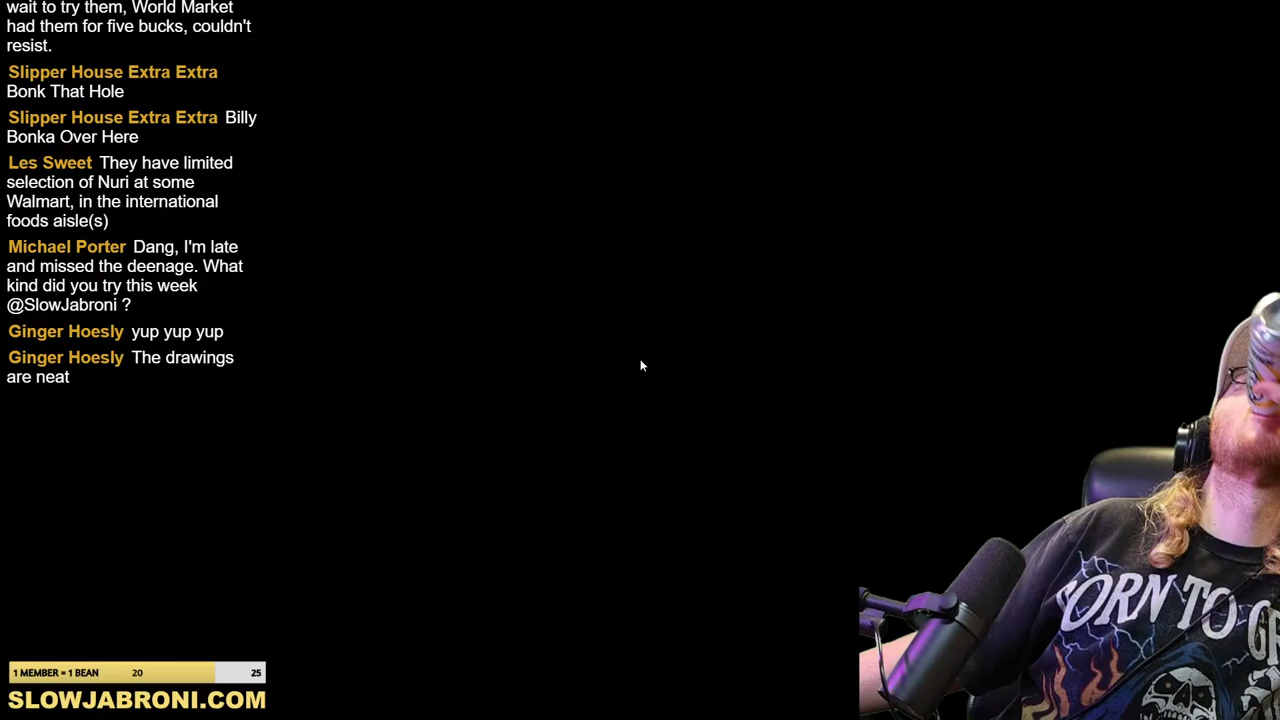 wait to try them, World Market
had them for five bucks, couldn't
resist.
Slipper House Extra Extra
Bonk That Hole
Slipper House Extra Extra Billy
Bonka Over Here
Les Sweet They have limited
selection of Nuri at some
Walmart, in the international
foods aisle(s)
Michael Porter Dang, I'm late
and missed the deenage. What
kind did you try this week
@SlowJabroni ?
Ginger Hoesly yup yup yup
Ginger Hoesly The drawings
are neat
1 MEMBER = 1 BEAN 20 25
SLOWJABRONI.COM
BORN TO